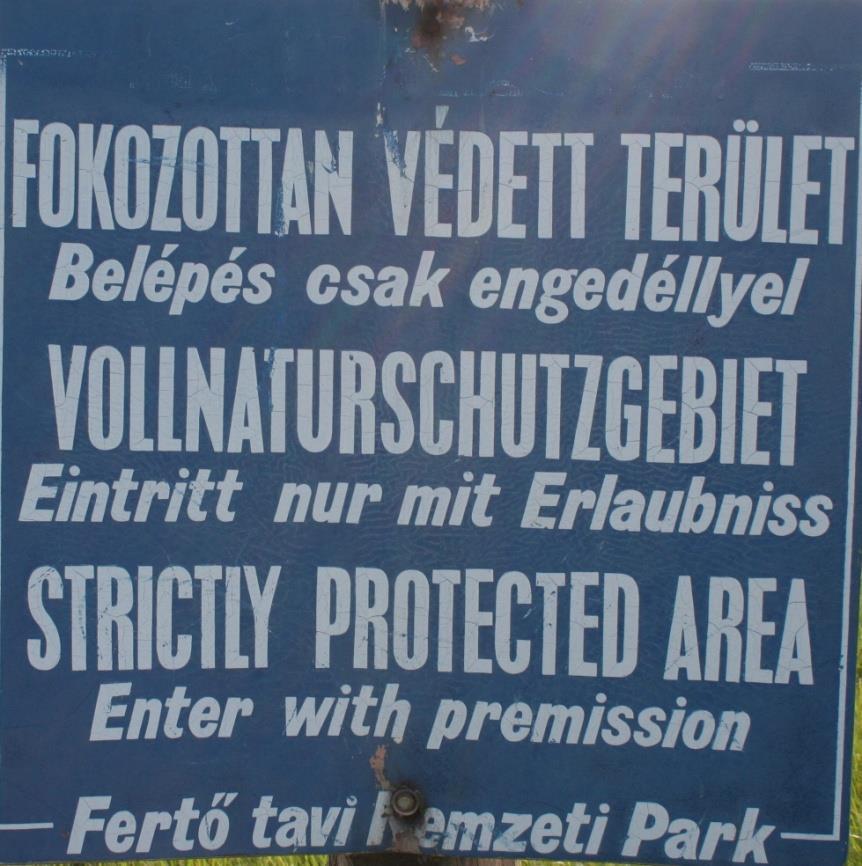 FOKOZOTTAN VÉDETT TERÜLET
Belépés csak engedéllyel
VOLLNATURSCHUTZGEBIET
Eintritt nur mit Erlaubniss
STRICTLY PROTECTED AREA
Enter with premission
Fertő tavi Nemzeti Park